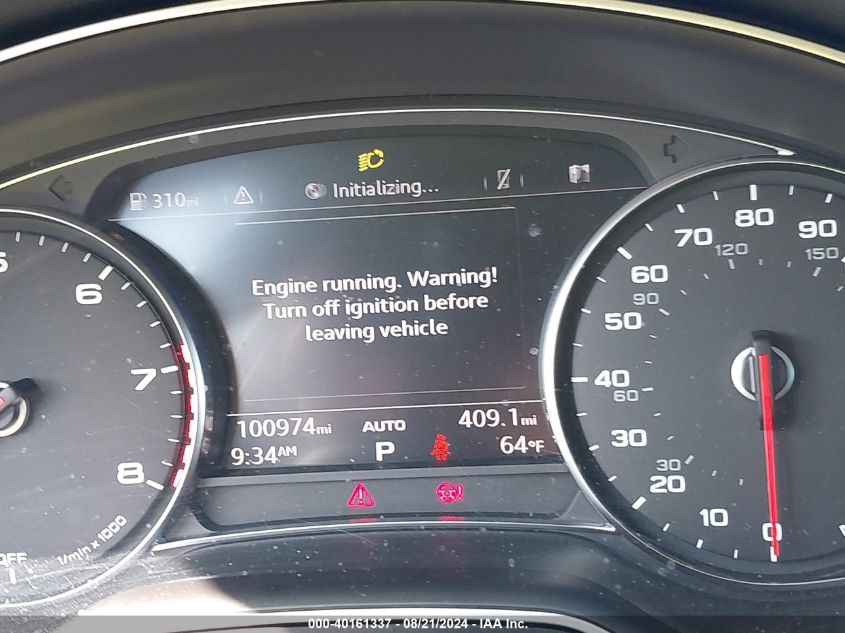 310mi
Initializing...
Engine running. Warning!
Turn off ignition before
leaving vehicle
100974mi
AUTO
409.1mi
9:34AM
P
64°F
6
7
8
1/min x 1000
OFF
0
10
20
30
30
40
60
50
60
90
70
120
80
90
150
000-40161337 - 08/21/2024 - IAA Inc.